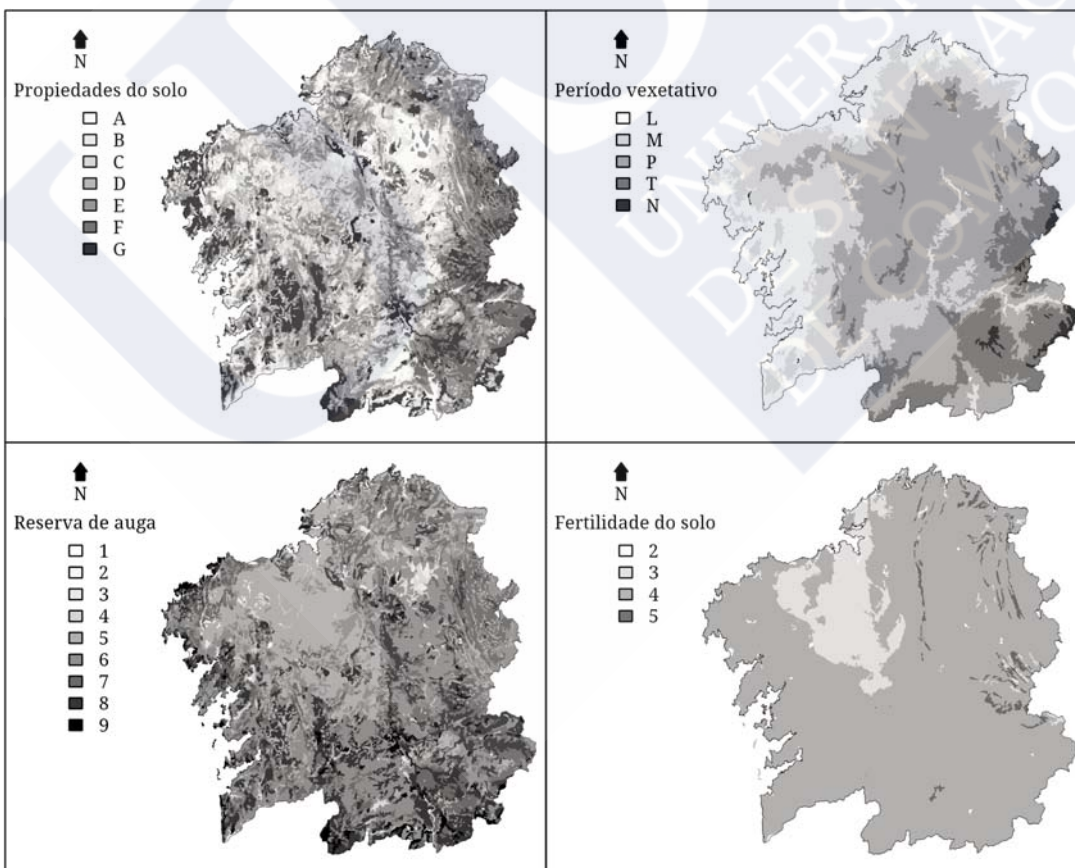 N
Propiedades do solo
A
B
C
D
E
F
G
N
Período vexetativo
L
M
P
T
N
N
Reserva de auga
1
2
3
4
5
6
7
8
9
N
Fertilidade do solo
2
3
4
5